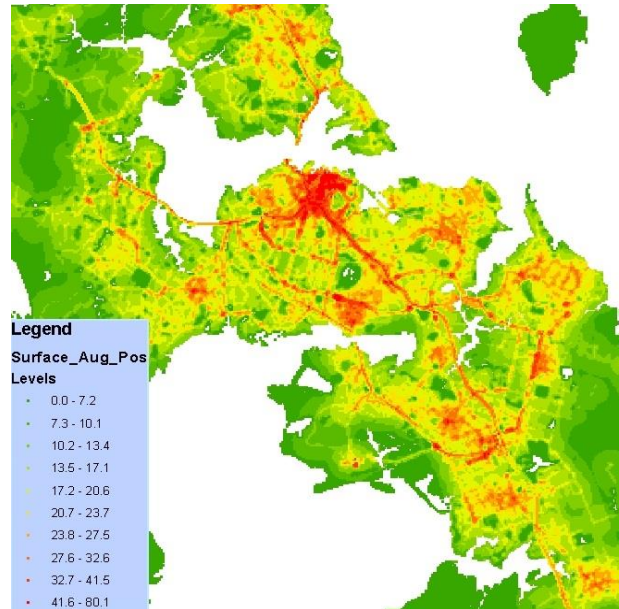 Legend
Surface_Aug_Pos
Levels
0.0 - 7.2
7.3 - 10.1
10.2 - 13.4
13.5 - 17.1
17.2 - 20.6
20.7 - 23.7
23.8 - 27.5
27.6 - 32.6
32.7 - 41.5
41.6 - 80.1